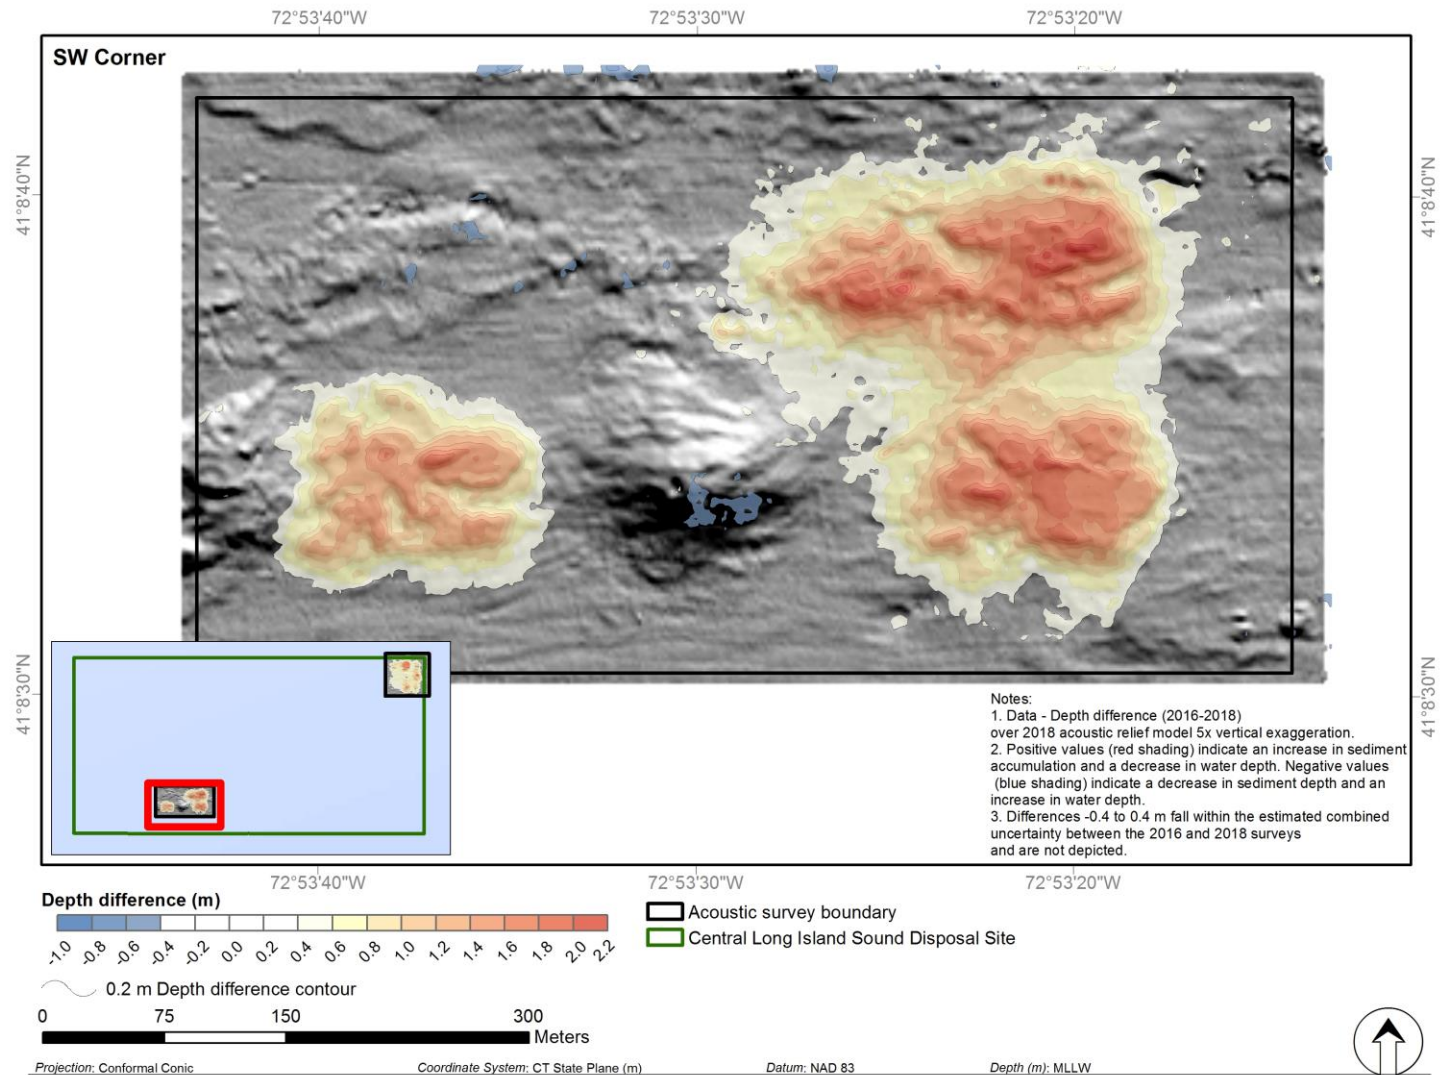 72°53'40"W 72°53'30"W 72°53'20"W
SW Corner
41°8'40"N
41°8'40"N
41°8'30"N
41°8'30"N
Notes:
1. Data - Depth difference (2016-2018)
over 2018 acoustic relief model 5x vertical exaggeration.
2. Positive values (red shading) indicate an increase in sediment
accumulation and a decrease in water depth. Negative values
(blue shading) indicate a decrease in sediment depth and an
increase in water depth.
3. Differences -0.4 to 0.4 m fall within the estimated combined
uncertainty between the 2016 and 2018 surveys
and are not depicted.
72°53'40"W 72°53'30"W 72°53'20"W
Depth difference (m)
-1.0 -0.8 -0.6 -0.4 -0.2 0.0 0.2 0.4 0.6 0.8 1.0 1.2 1.4 1.6 1.8 2.0 2.2
Acoustic survey boundary
Central Long Island Sound Disposal Site
0.2 m Depth difference contour
0 75 150 300
Meters
Projection: Conformal Conic Coordinate System: CT State Plane (m) Datum: NAD 83 Depth (m): MLLW